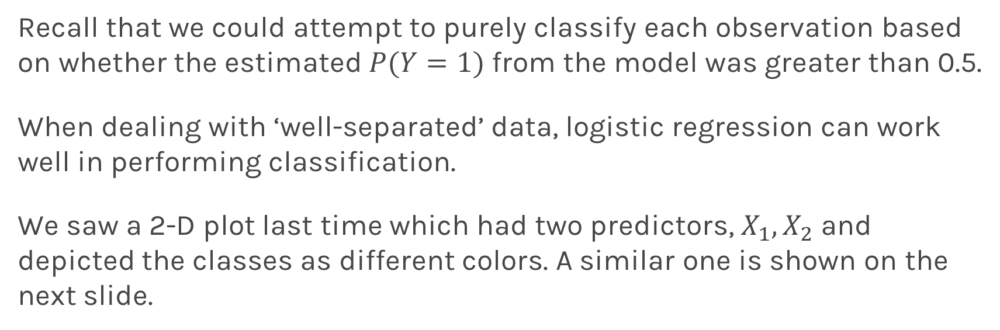 Recall that we could attempt to purely classify each observation based
on whether the estimated P(Y = 1) from the model was greater than 0.5.
When dealing with ‘well-separated’ data, logistic regression can work
well in performing classification.
We saw a 2-D plot last time which had two predictors, X₁, X₂ and
depicted the classes as different colors. A similar one is shown on the
next slide.